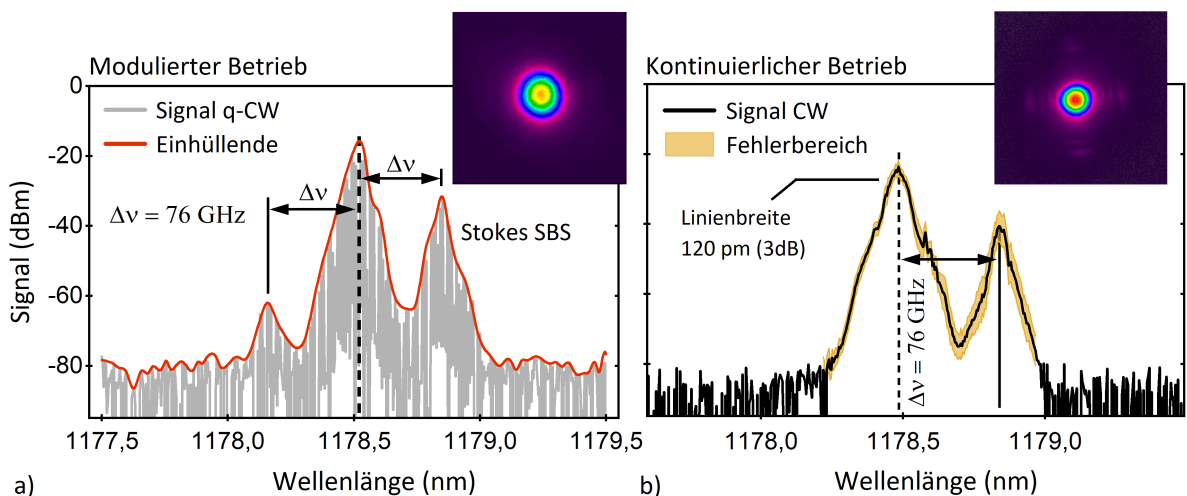 Modulierter Betrieb
Signal q-CW
Einhüllende
Δν
Δν
Δν = 76 GHz
Stokes SBS
Signal (dBm)
0
-20
-40
-60
-80
1177,5
1178,0
1178,5
1179,0
1179,5
Wellenlänge (nm)
a)
Kontinuierlicher Betrieb
Signal CW
Fehlerbereich
Linienbreite
120 pm (3dB)
Δν = 76 GHz
1178,0
1178,5
1179,0
Wellenlänge (nm)
b)